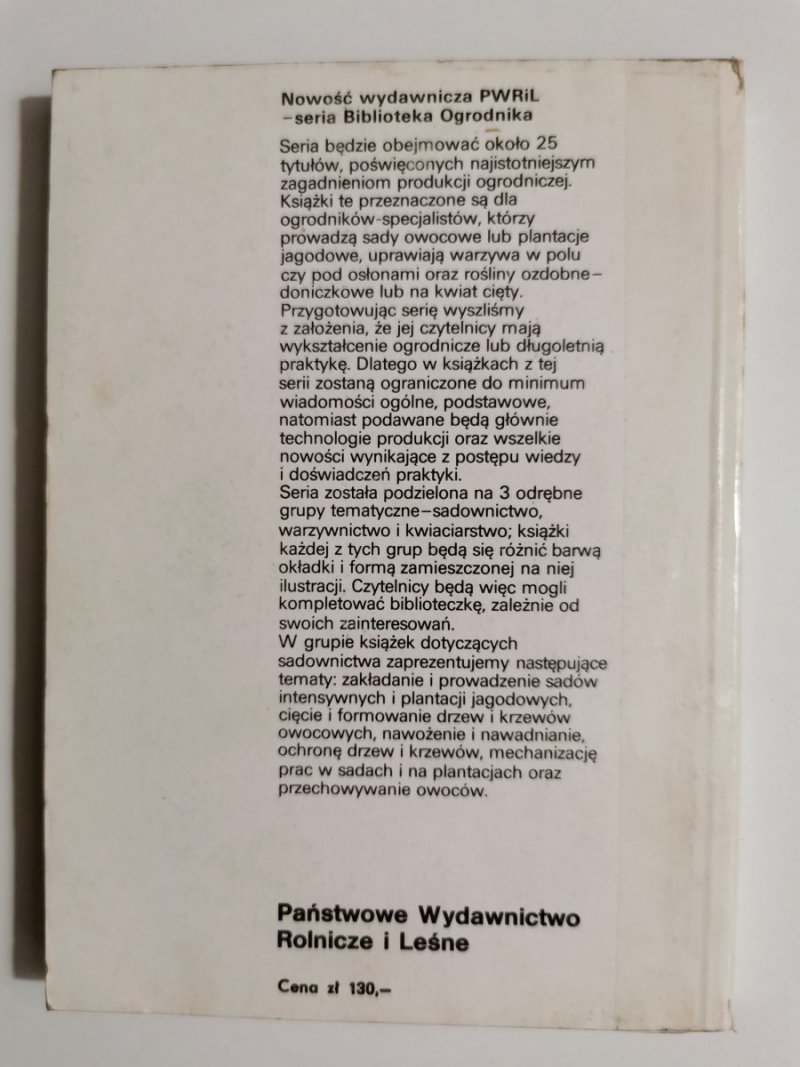 Nowość wydawnicza PWRiL
-seria Biblioteka Ogrodnika
Seria będzie obejmować około 25
tytułów, poświęconych najistotniejszym
zagadnieniom produkcji ogrodniczej.
Książki te przeznaczone są dla
ogrodników-specjalistów, którzy
prowadzą sady owocowe lub plantacje
jagodowe, uprawiają warzywa w polu
czy pod osłonami oraz rośliny ozdobne–
doniczkowe lub na kwiat cięty.
Przygotowując serię wyszliśmy
z założenia, że jej czytelnicy mają
wykształcenie ogrodnicze lub długoletnią
praktykę. Dlatego w książkach z tej
serii zostaną ograniczone do minimum
wiadomości ogólne, podstawowe,
natomiast podawane będą głównie
technologie produkcji oraz wszelkie
nowości wynikające z postępu wiedzy
i doświadczeń praktyki.
Seria została podzielona na 3 odrębne
grupy tematyczne–sadownictwo,
warzywnictwo i kwiaciarstwo; książki
każdej z tych grup będą się różnić barwą
okładki i formą zamieszczonej na niej
ilustracji. Czytelnicy będą więc mogli
kompletować biblioteczkę, zależnie od
swoich zainteresowań.
W grupie książek dotyczących
sadownictwa zaprezentujemy następujące
tematy: zakładanie i prowadzenie sadów
intensywnych i plantacji jagodowych,
cięcie i formowanie drzew i krzewów
owocowych, nawożenie i nawadnianie,
ochronę drzew i krzewów, mechanizację
prac w sadach i na plantacjach oraz
przechowywanie owoców.
Państwowe Wydawnictwo
Rolnicze i Leśne
Cena zł 130,–